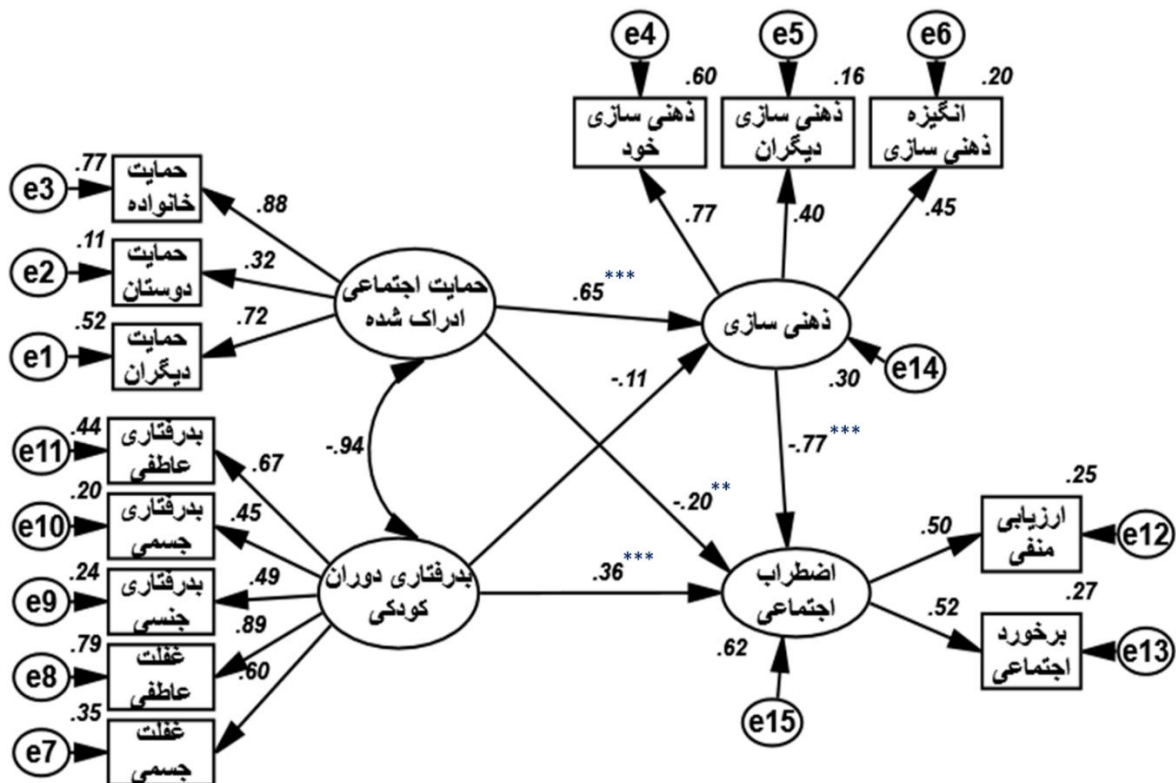 e4
e5
e6
.60
.16
.20
ذهنی سازی
خود
ذهنی سازی
دیگران
انگیزه
ذهنی سازی
e3
.77
حمایت
خانواده
.88
.77
.40
.45
e2
.11
حمایت
دوستان
.32
حمایت اجتماعی
ادراک شده
.65***
ذهنی سازی
e1
.52
حمایت
دیگران
.72
-.11
.30
e14
e11
.44
بدرفتاری
عاطفی
.67
-.94
-.77***
e10
.20
بدرفتاری
جسمی
.45
-.20**
.25
ارزیابی
منفی
.50
e12
e9
.24
بدرفتاری
جنسی
.49
بدرفتاری دوران
کودکی
.36***
اضطراب
اجتماعی
.27
برخورد
اجتماعی
.52
e13
e8
.79
غفلت
عاطفی
.89
.62
e7
.35
غفلت
جسمی
.60
e15